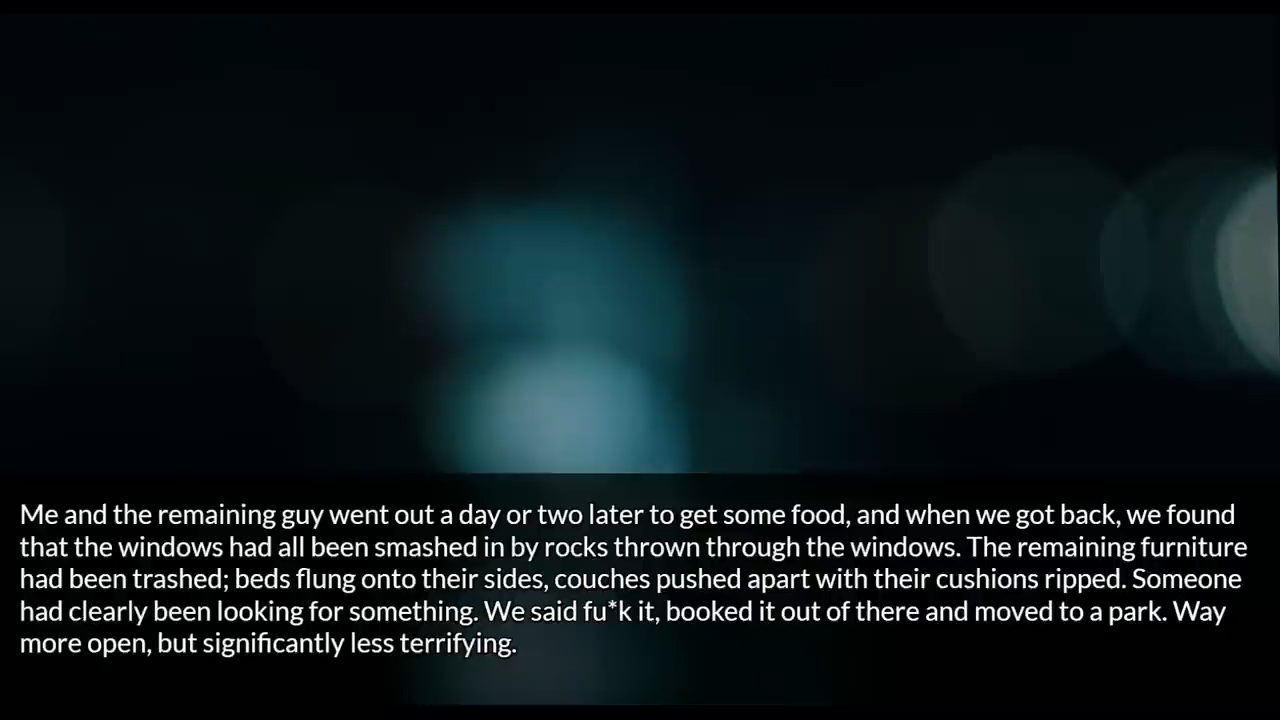 Me and the remaining guy went out a day or two later to get some food, and when we got back, we found
that the windows had all been smashed in by rocks thrown through the windows. The remaining furniture
had been trashed; beds flung onto their sides, couches pushed apart with their cushions ripped. Someone
had clearly been looking for something. We said fu*k it, booked it out of there and moved to a park. Way
more open, but significantly less terrifying.